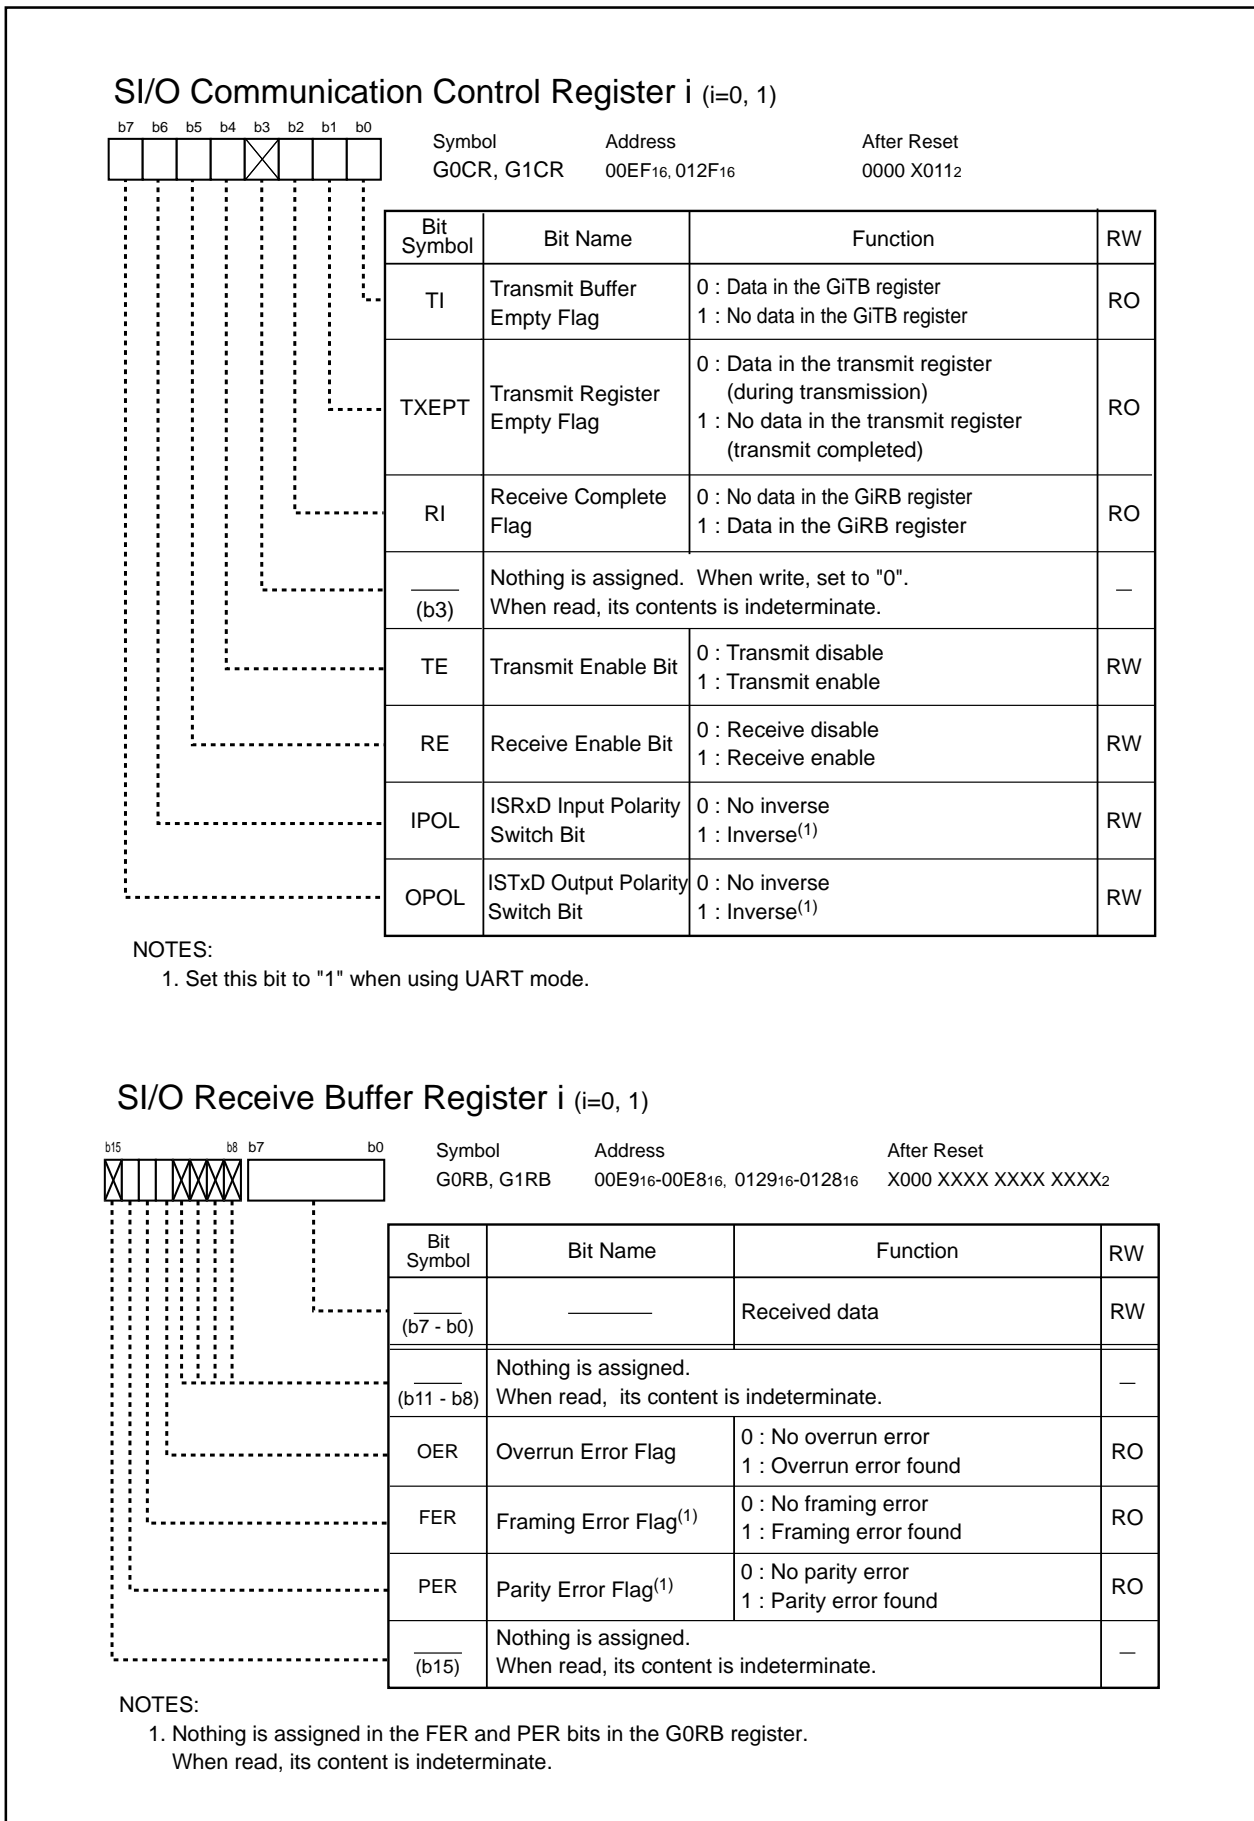 SI/O Communication Control Register i (i=0, 1)
b7 b6 b5 b4 b3 b2 b1 b0
Symbol Address After Reset
G0CR, G1CR 00EF16, 012F16 0000 X0112
Bit Symbol Bit Name Function RW
TI Transmit Buffer Empty Flag 0 : Data in the GiTB register
1 : No data in the GiTB register RO
TXEPT Transmit Register Empty Flag 0 : Data in the transmit register
(during transmission)
1 : No data in the transmit register
(transmit completed) RO
RI Receive Complete Flag 0 : No data in the GiRB register
1 : Data in the GiRB register RO
(b3) Nothing is assigned. When write, set to "0".
When read, its contents is indeterminate. —
TE Transmit Enable Bit 0 : Transmit disable
1 : Transmit enable RW
RE Receive Enable Bit 0 : Receive disable
1 : Receive enable RW
IPOL ISRxD Input Polarity Switch Bit 0 : No inverse
1 : Inverse(1) RW
OPOL ISTxD Output Polarity Switch Bit 0 : No inverse
1 : Inverse(1) RW
NOTES:
1. Set this bit to "1" when using UART mode.
SI/O Receive Buffer Register i (i=0, 1)
b15 b8 b7 b0
Symbol Address After Reset
G0RB, G1RB 00E916-00E816, 012916-012816 X000 XXXX XXXX XXXX2
Bit Symbol Bit Name Function RW
(b7 - b0) Received data RW
(b11 - b8) Nothing is assigned.
When read, its content is indeterminate. —
OER Overrun Error Flag 0 : No overrun error
1 : Overrun error found RO
FER Framing Error Flag(1) 0 : No framing error
1 : Framing error found RO
PER Parity Error Flag(1) 0 : No parity error
1 : Parity error found RO
(b15) Nothing is assigned.
When read, its content is indeterminate. —
NOTES:
1. Nothing is assigned in the FER and PER bits in the G0RB register.
When read, its content is indeterminate.